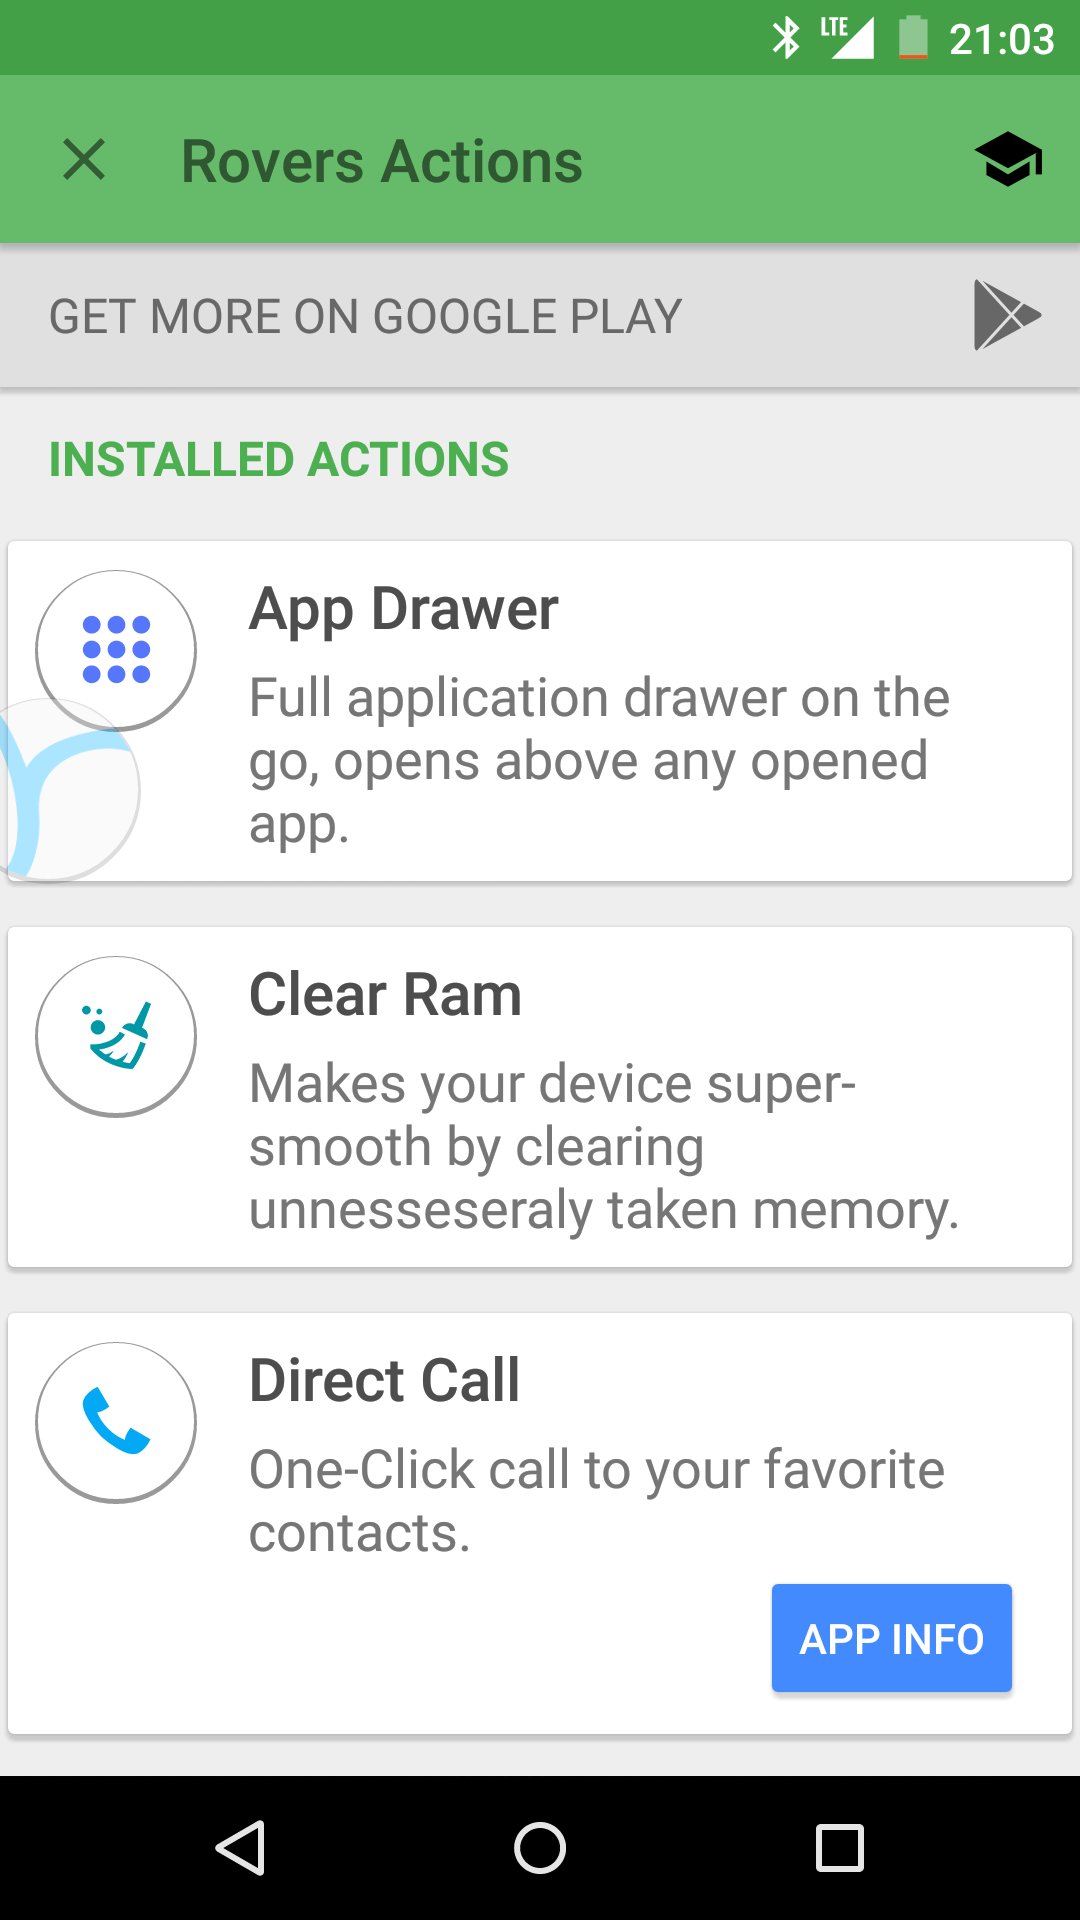 LTE 21:03
Rovers Actions
GET MORE ON GOOGLE PLAY
INSTALLED ACTIONS
App Drawer
Full application drawer on the
go, opens above any opened
app.
Clear Ram
Makes your device super-
smooth by clearing
unnesseseraly taken memory.
Direct Call
One-Click call to your favorite
contacts.
APP INFO